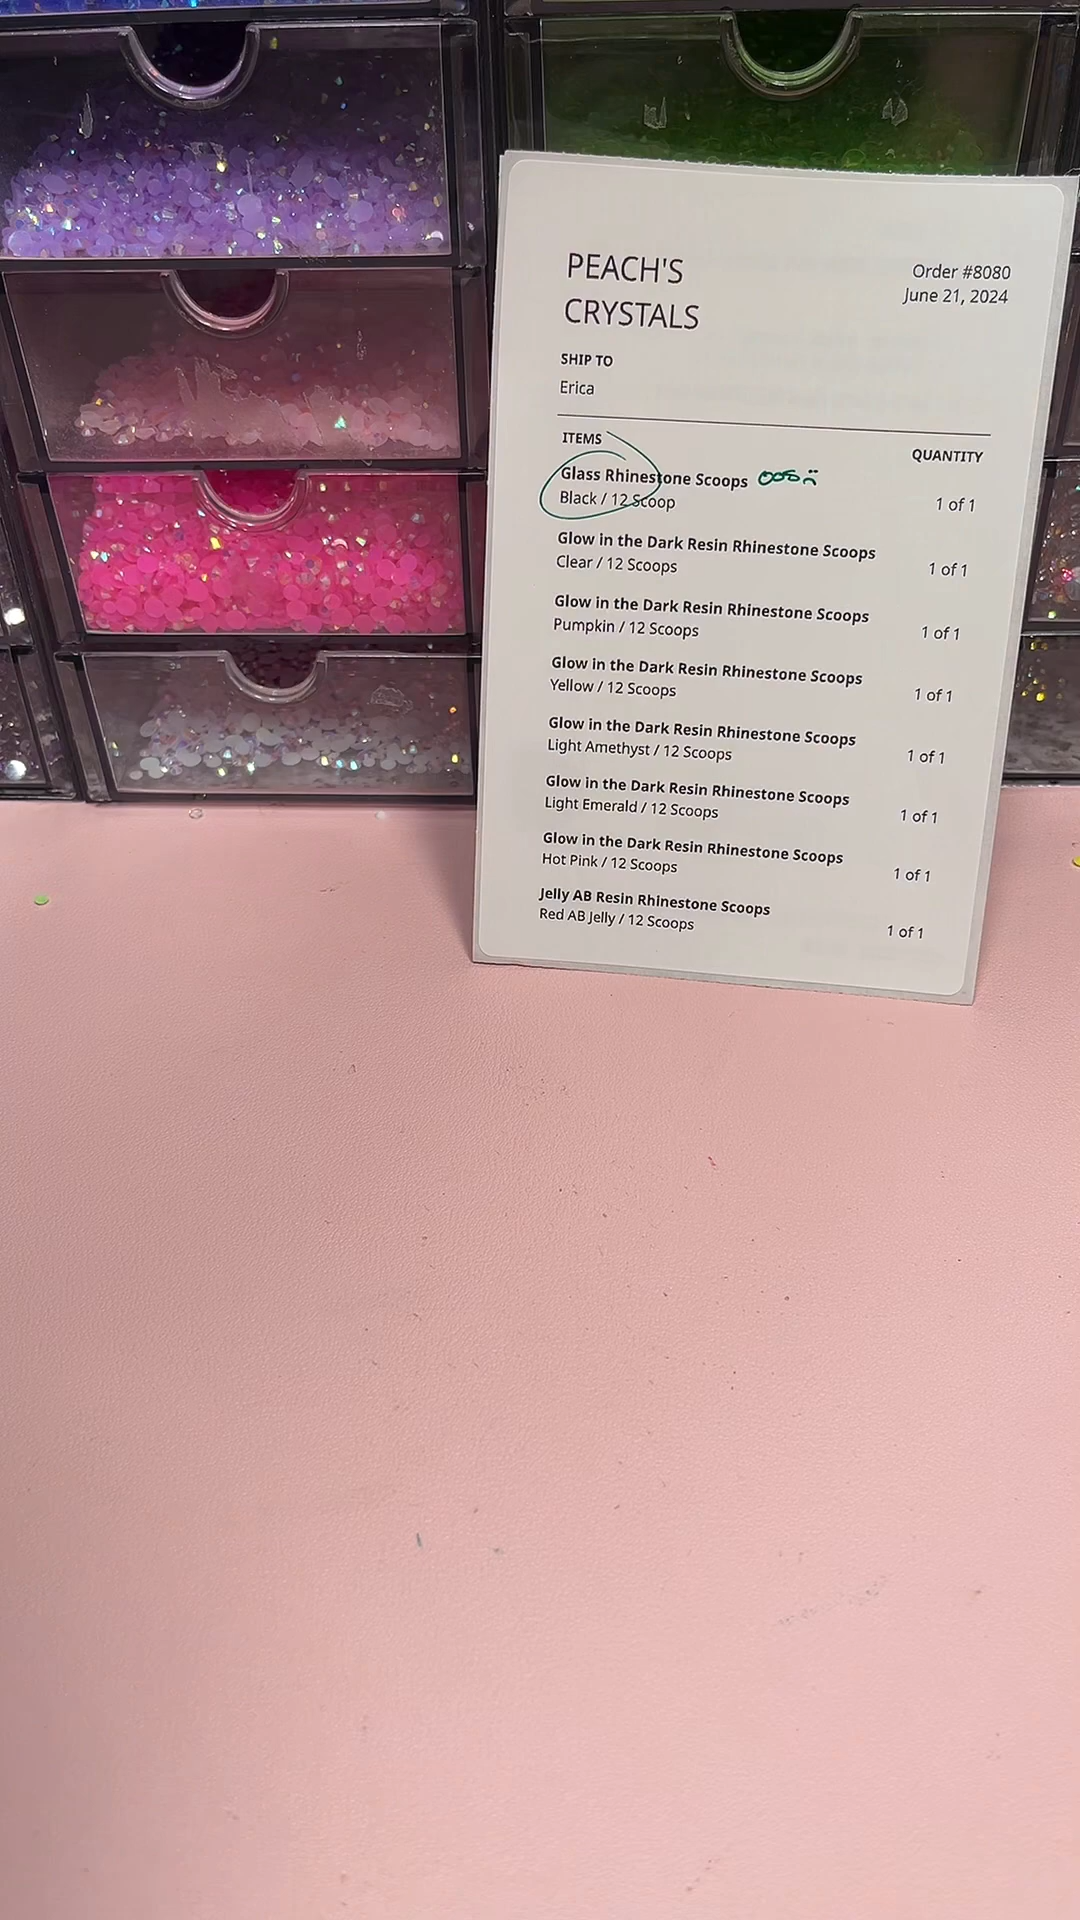 PEACH'S
CRYSTALS
Order #8080
June 21, 2024
SHIP TO
Erica
ITEMS
QUANTITY
Glass Rhinestone Scoops OOS
Black / 12 Scoop
1 of 1
Glow in the Dark Resin Rhinestone Scoops
Clear / 12 Scoops
1 of 1
Glow in the Dark Resin Rhinestone Scoops
Pumpkin / 12 Scoops
1 of 1
Glow in the Dark Resin Rhinestone Scoops
Yellow / 12 Scoops
1 of 1
Glow in the Dark Resin Rhinestone Scoops
Light Amethyst / 12 Scoops
1 of 1
Glow in the Dark Resin Rhinestone Scoops
Light Emerald / 12 Scoops
1 of 1
Glow in the Dark Resin Rhinestone Scoops
Hot Pink / 12 Scoops
1 of 1
Jelly AB Resin Rhinestone Scoops
Red AB Jelly / 12 Scoops
1 of 1